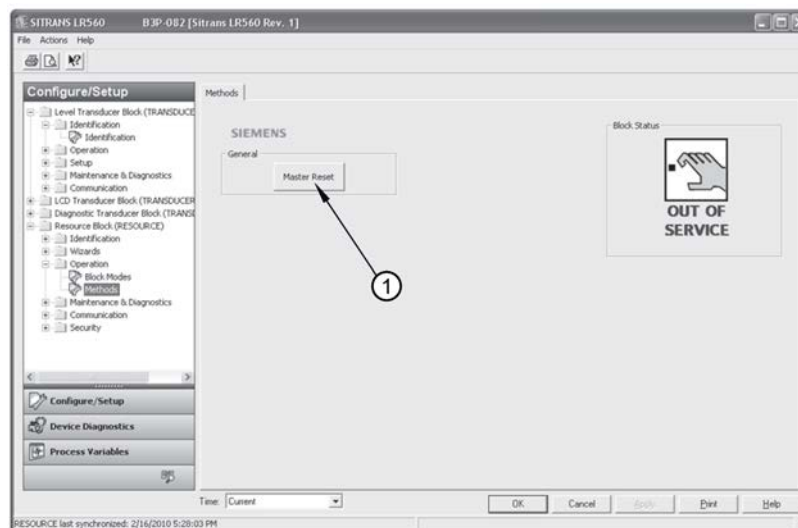 SITRANS LR560 B3P-082 [Sitrans LR560 Rev. 1]
File Actions Help
Configure/Setup
Level Transducer Block (TRANSDUCE
Identification
Identification
Operation
Setup
Maintenance & Diagnostics
Communication
LCD Transducer Block (TRANSDUCER
Diagnostic Transducer Block (TRANSD
Resource Block (RESOURCE)
Identification
Wizards
Operation
Block Modes
Methods
Maintenance & Diagnostics
Communication
Security
Configure/Setup
Device Diagnostics
Process Variables
Methods
SIEMENS
General
Master Reset
1
Block Status
OUT OF
SERVICE
Time: Current
OK Cancel Apply Print Help
RESOURCE last synchronized: 2/16/2010 5:28:03 PM